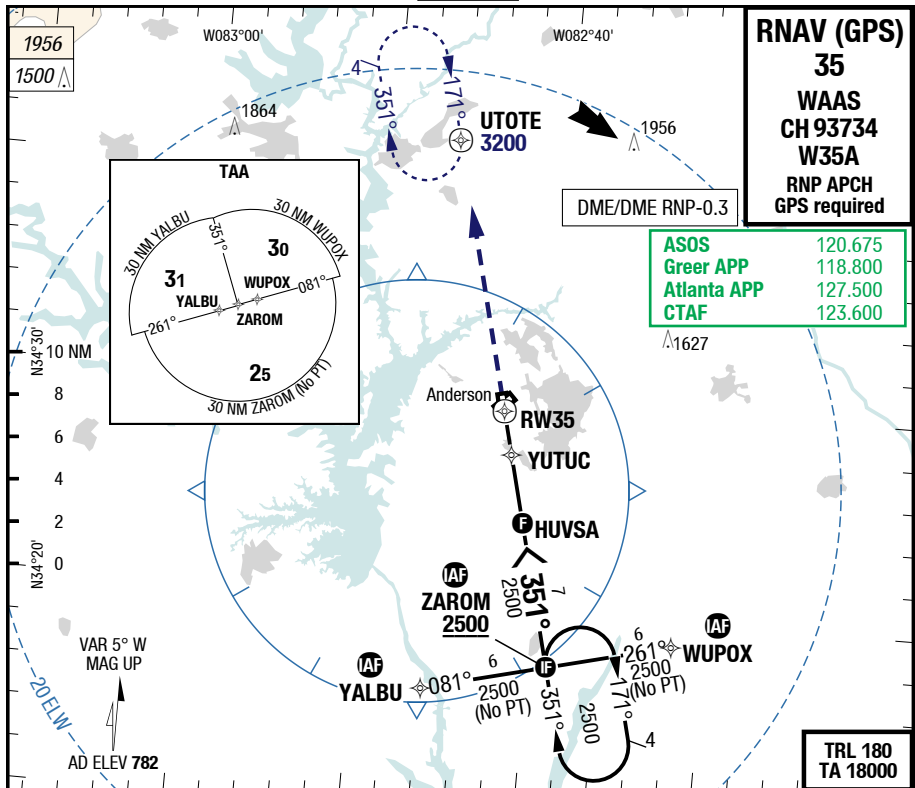 1956
1500
W083°00'
W082°40'
RNAV (GPS)
35
WAAS
CH 93734
W35A
RNP APCH
GPS required
4
351°
171°
UTOTE
3200
1864
1956
TAA
30 NM YALBU
351°
30 NM WUPOX
30
31
WUPOX
081°
YALBU
261°
ZAROM
25
30 NM ZAROM (No PT)
DME/DME RNP-0.3
ASOS 120.675
Greer APP 118.800
Atlanta APP 127.500
CTAF 123.600
1627
N34°30'
10 NM
8
6
4
2
0
N34°20'
Anderson
RW35
YUTUC
F HUVSA
351°
7
2500
IAF
ZAROM
2500
IF
IAF
YALBU
081°
6
2500
(No PT)
6
261°
2500
(No PT)
IAF
WUPOX
351°
2500
171°
4
VAR 5° W
MAG UP
20 ELW
AD ELEV 782
TRL 180
TA 18000